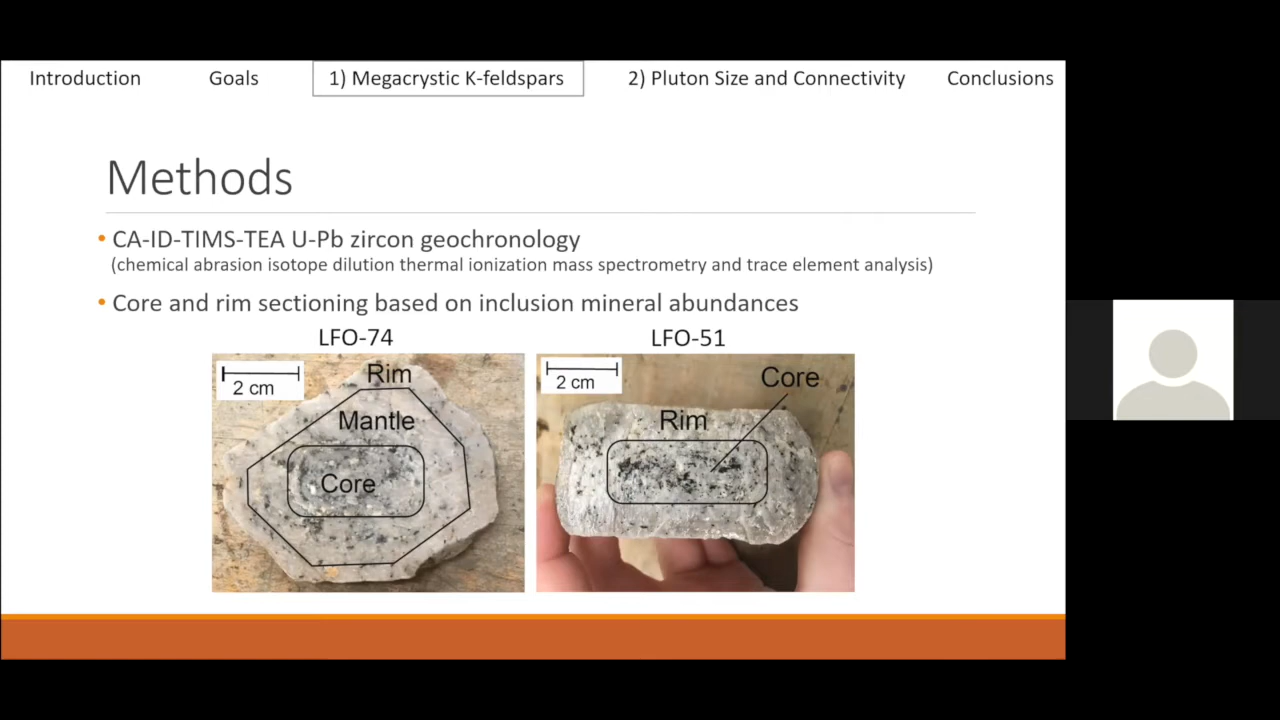 Introduction Goals 1) Megacrystic K-feldspars 2) Pluton Size and Connectivity Conclusions
Methods
• CA-ID-TIMS-TEA U-Pb zircon geochronology
(chemical abrasion isotope dilution thermal ionization mass spectrometry and trace element analysis)
• Core and rim sectioning based on inclusion mineral abundances
LFO-74
2 cm
Rim
Mantle
Core
LFO-51
2 cm
Core
Rim